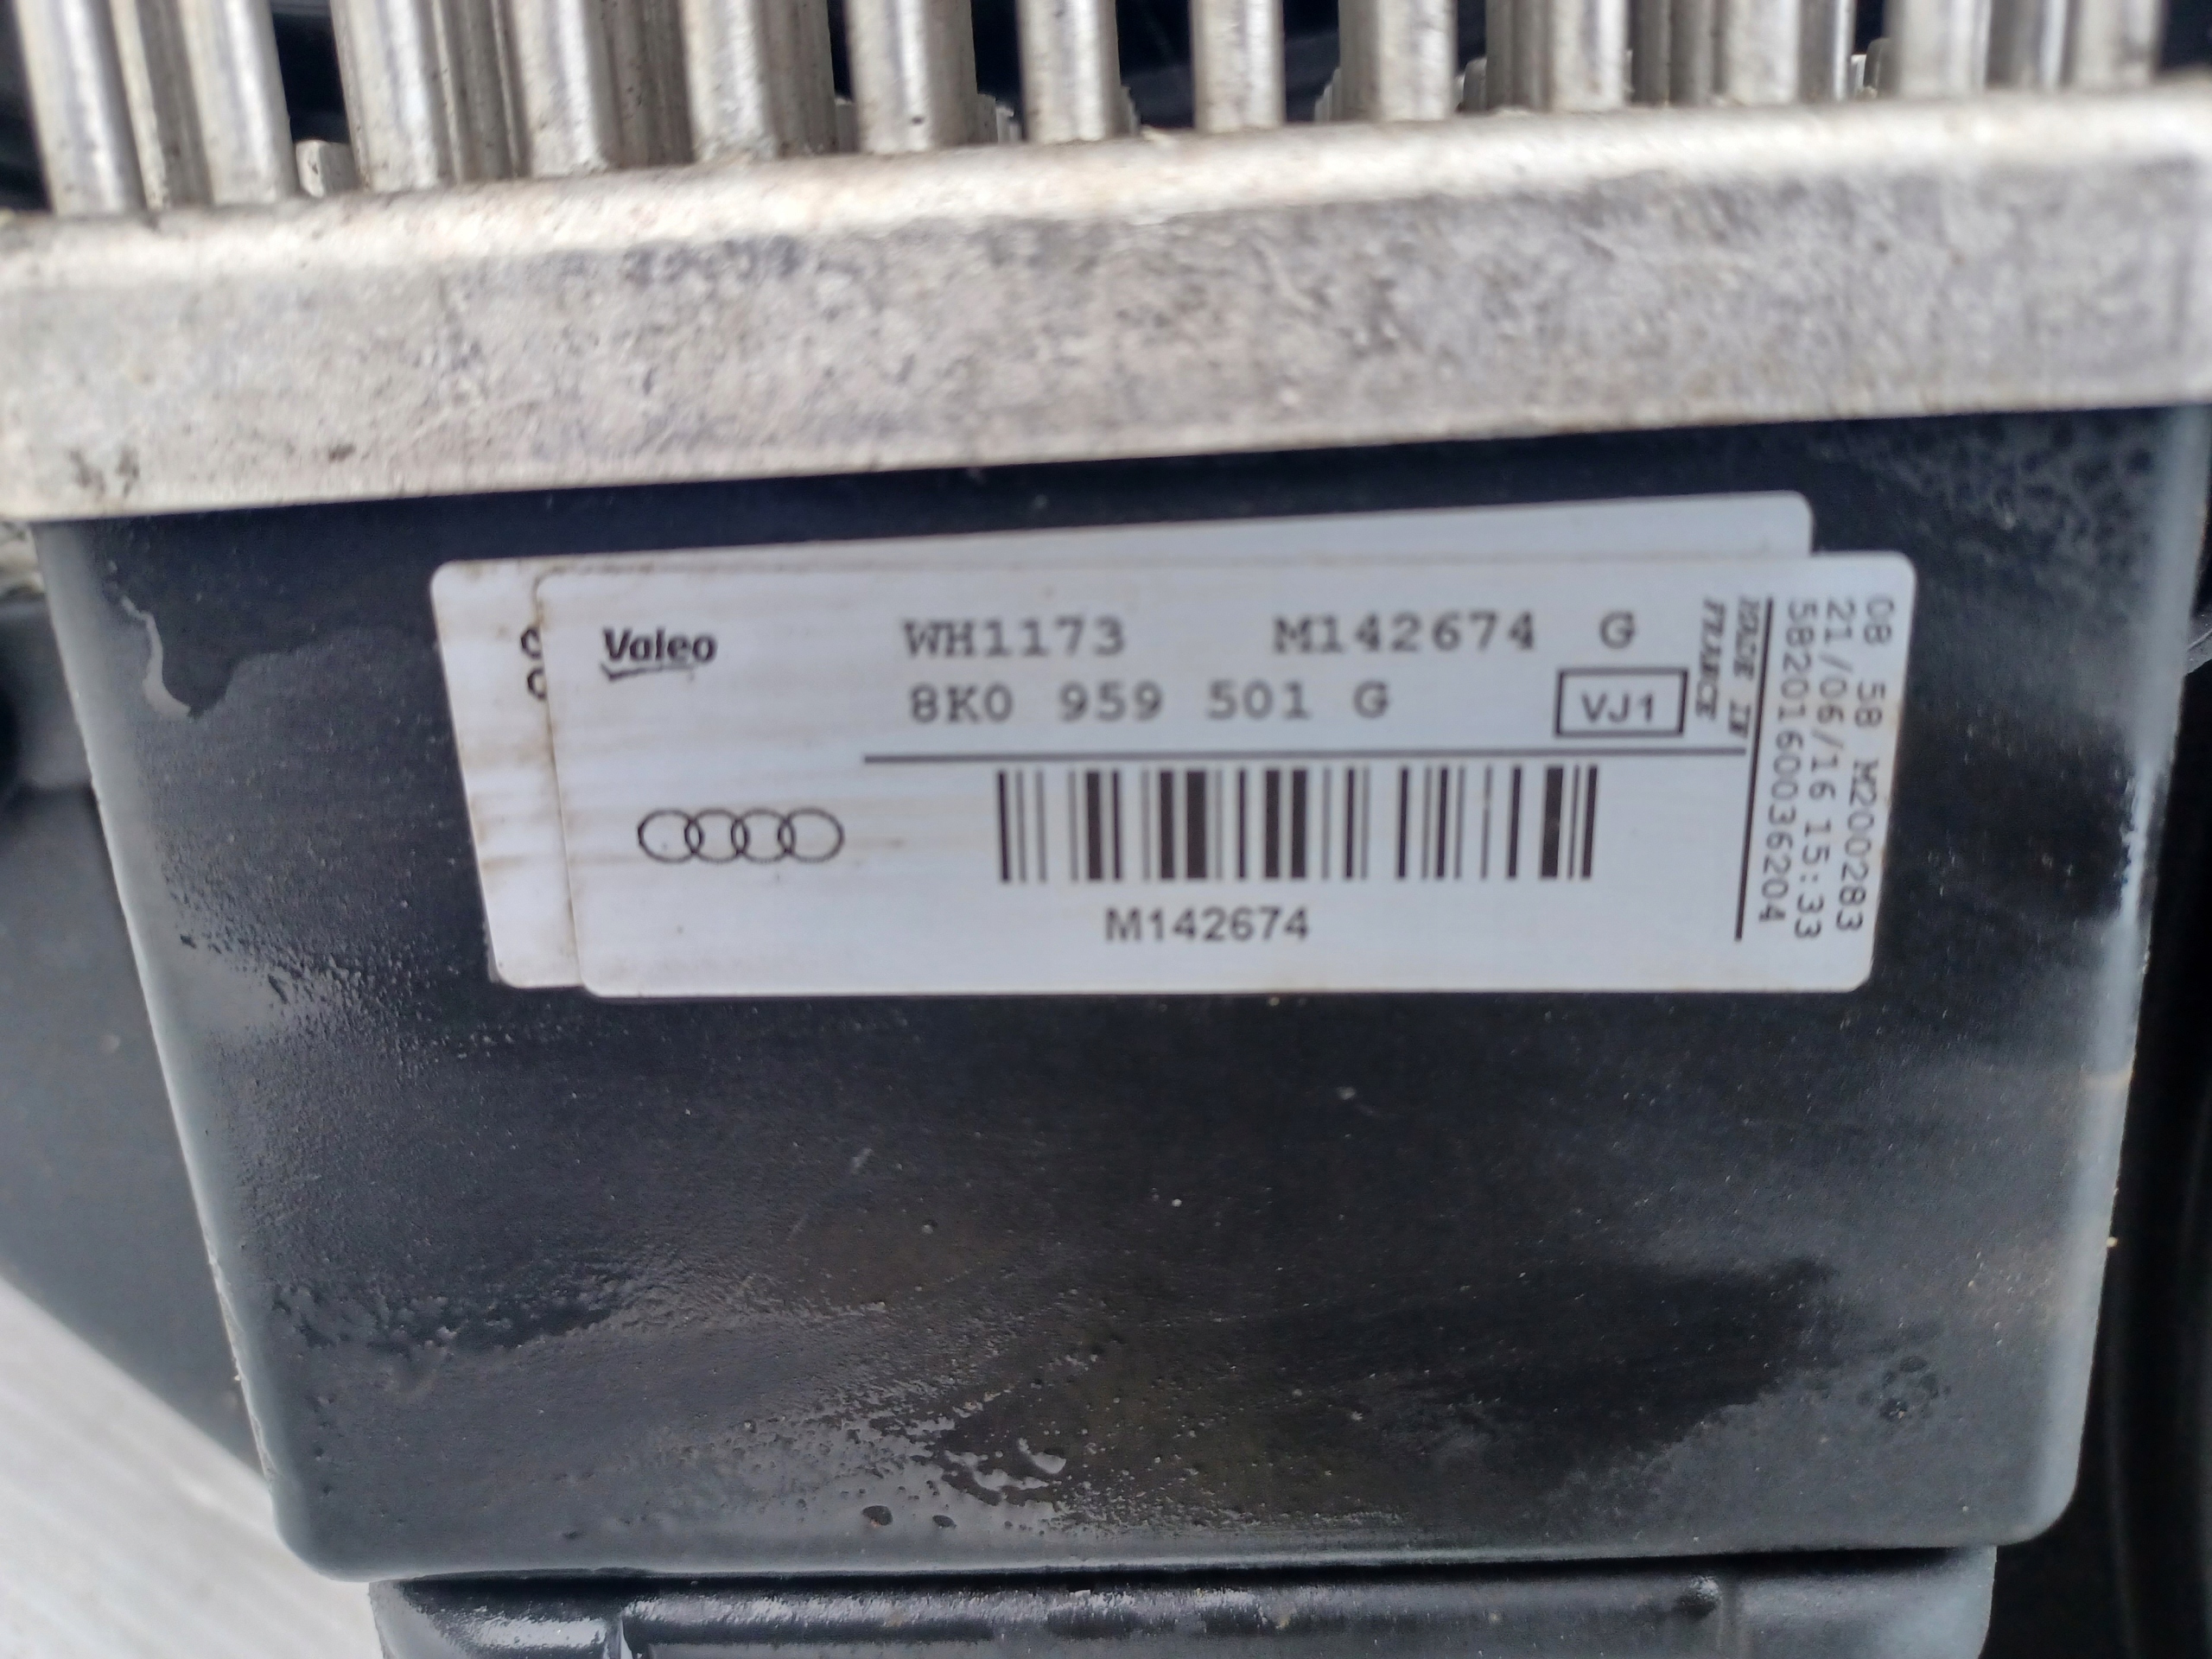 Valeo
WH1173 M142674 G
8K0 959 501 G
VJ1
MADE IN
FRANCE
M142674
08 58 M2000283
21/06/16 15:33
58201600036204